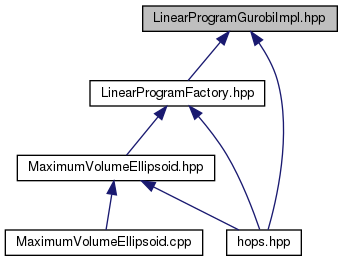 LinearProgramGurobiImpl.hpp
LinearProgramFactory.hpp
MaximumVolumeEllipsoid.hpp
MaximumVolumeEllipsoid.cpp
hops.hpp